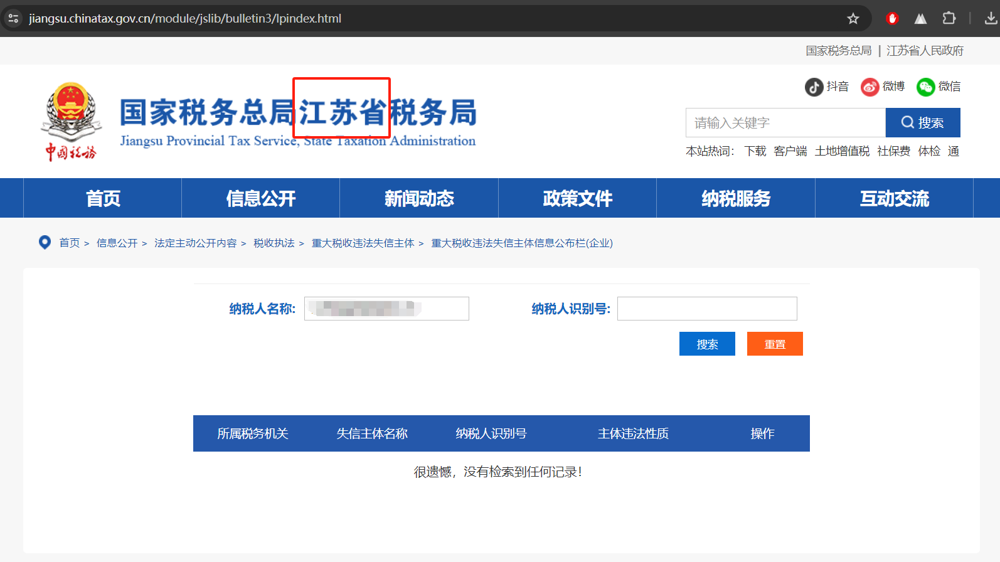 jiangsu.chinatax.gov.cn/module/jslib/bulletin3/lpindex.html
国家税务总局 | 江苏省人民政府
抖音 微博 微信
中国税务
国家税务总局江苏省税务局
Jiangsu Provincial Tax Service, State Taxation Administration
请输入关键字 搜索
本站热词： 下载 客户端 土地增值税 社保费 体检 通
首页 信息公开 新闻动态 政策文件 纳税服务 互动交流
首页 > 信息公开 > 法定主动公开内容 > 税收执法 > 重大税收违法失信主体 > 重大税收违法失信主体信息公布栏(企业)
纳税人名称: 纳税人识别号:
搜索 重置
所属税务机关 失信主体名称 纳税人识别号 主体违法性质 操作
很遗憾，没有检索到任何记录！